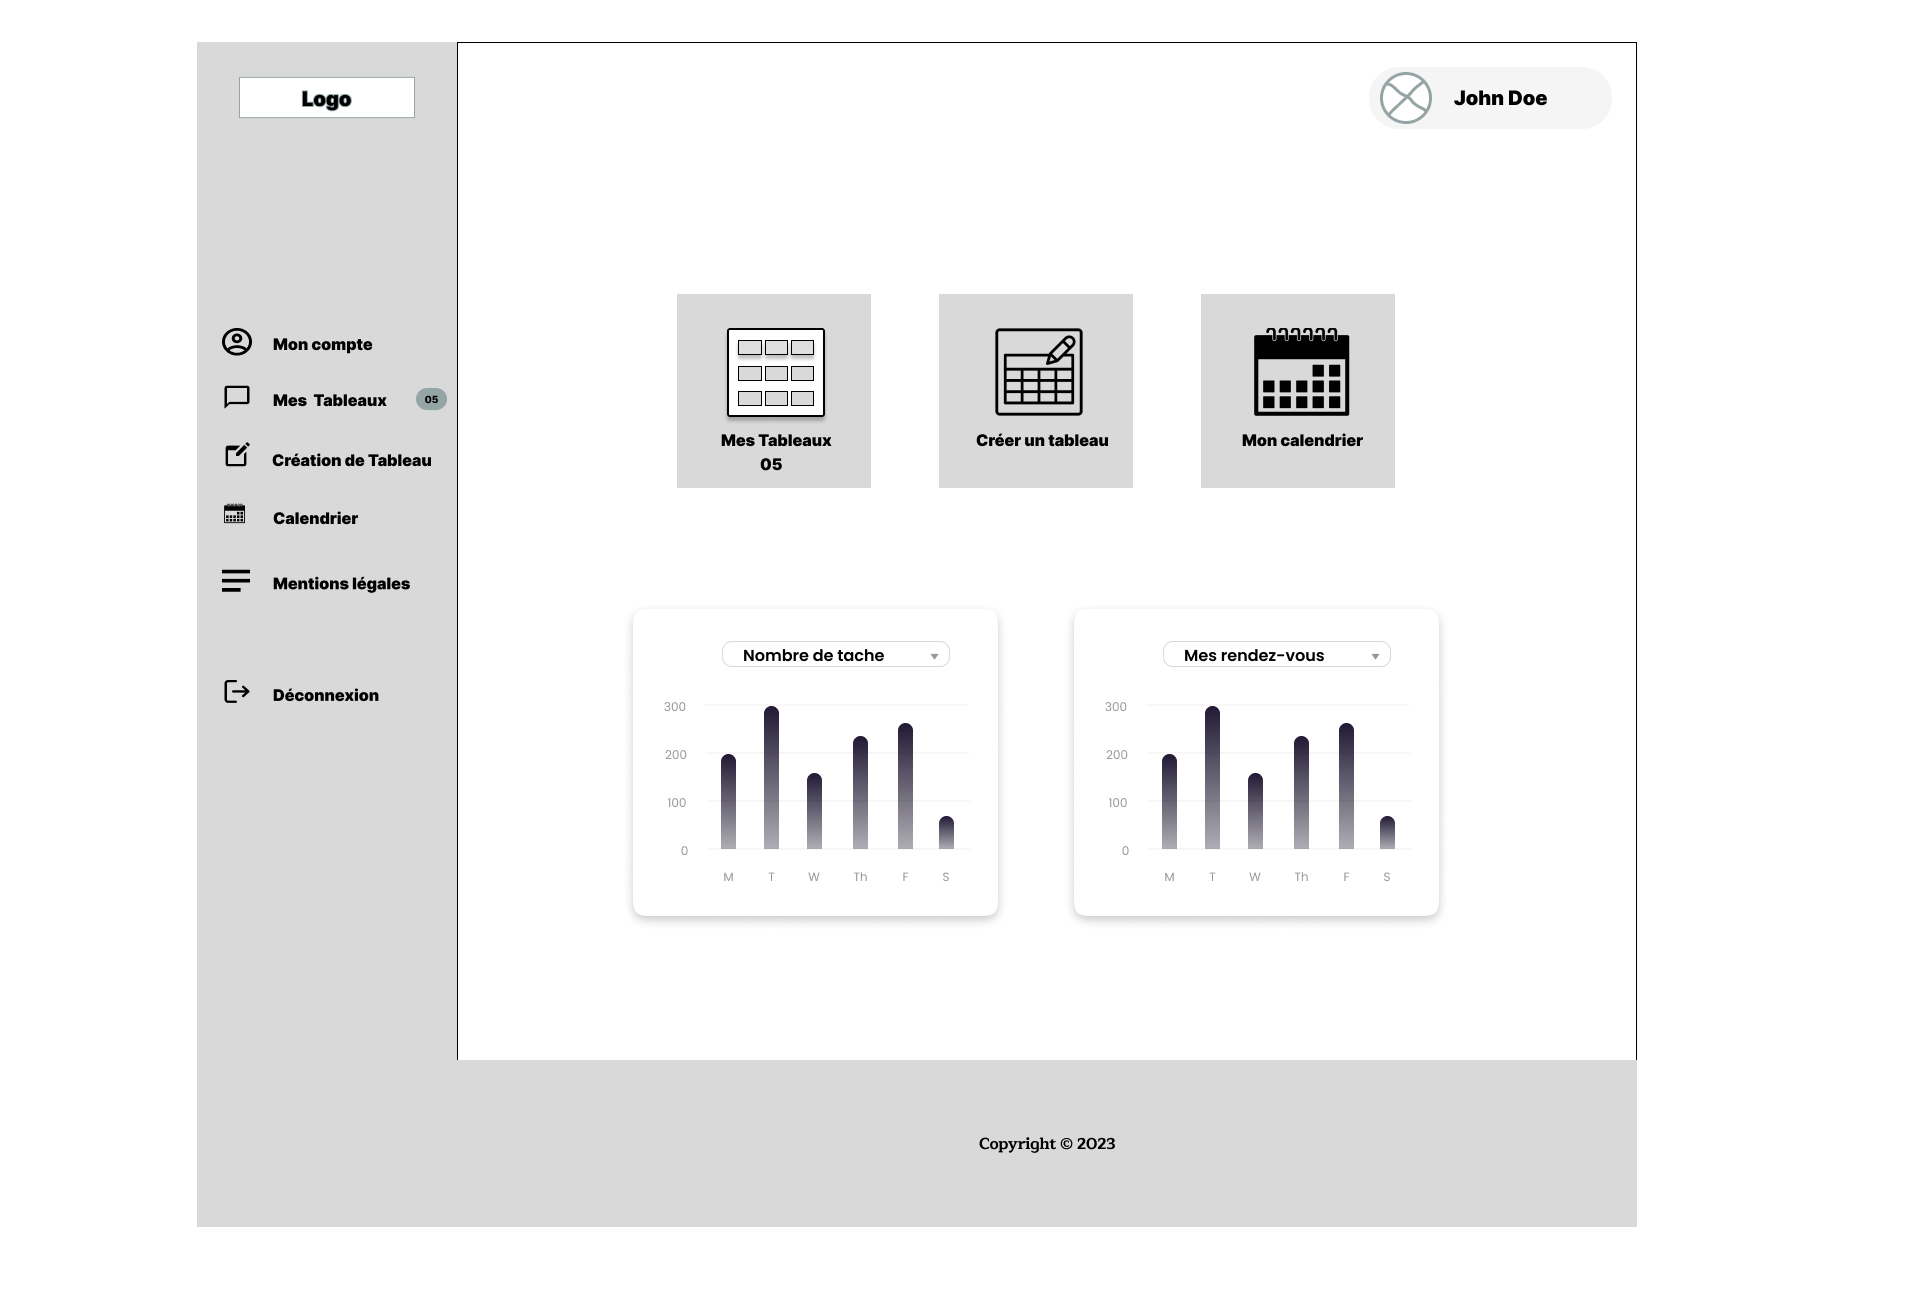 Logo
John Doe
Mon compte
Mes Tableaux 05
Création de Tableau
Calendrier
Mentions légales
Déconnexion
Mes Tableaux
05
Créer un tableau
Mon calendrier
Nombre de tache
300
200
100
0
M T W Th F S
Mes rendez-vous
300
200
100
0
M T W Th F S
Copyright © 2023